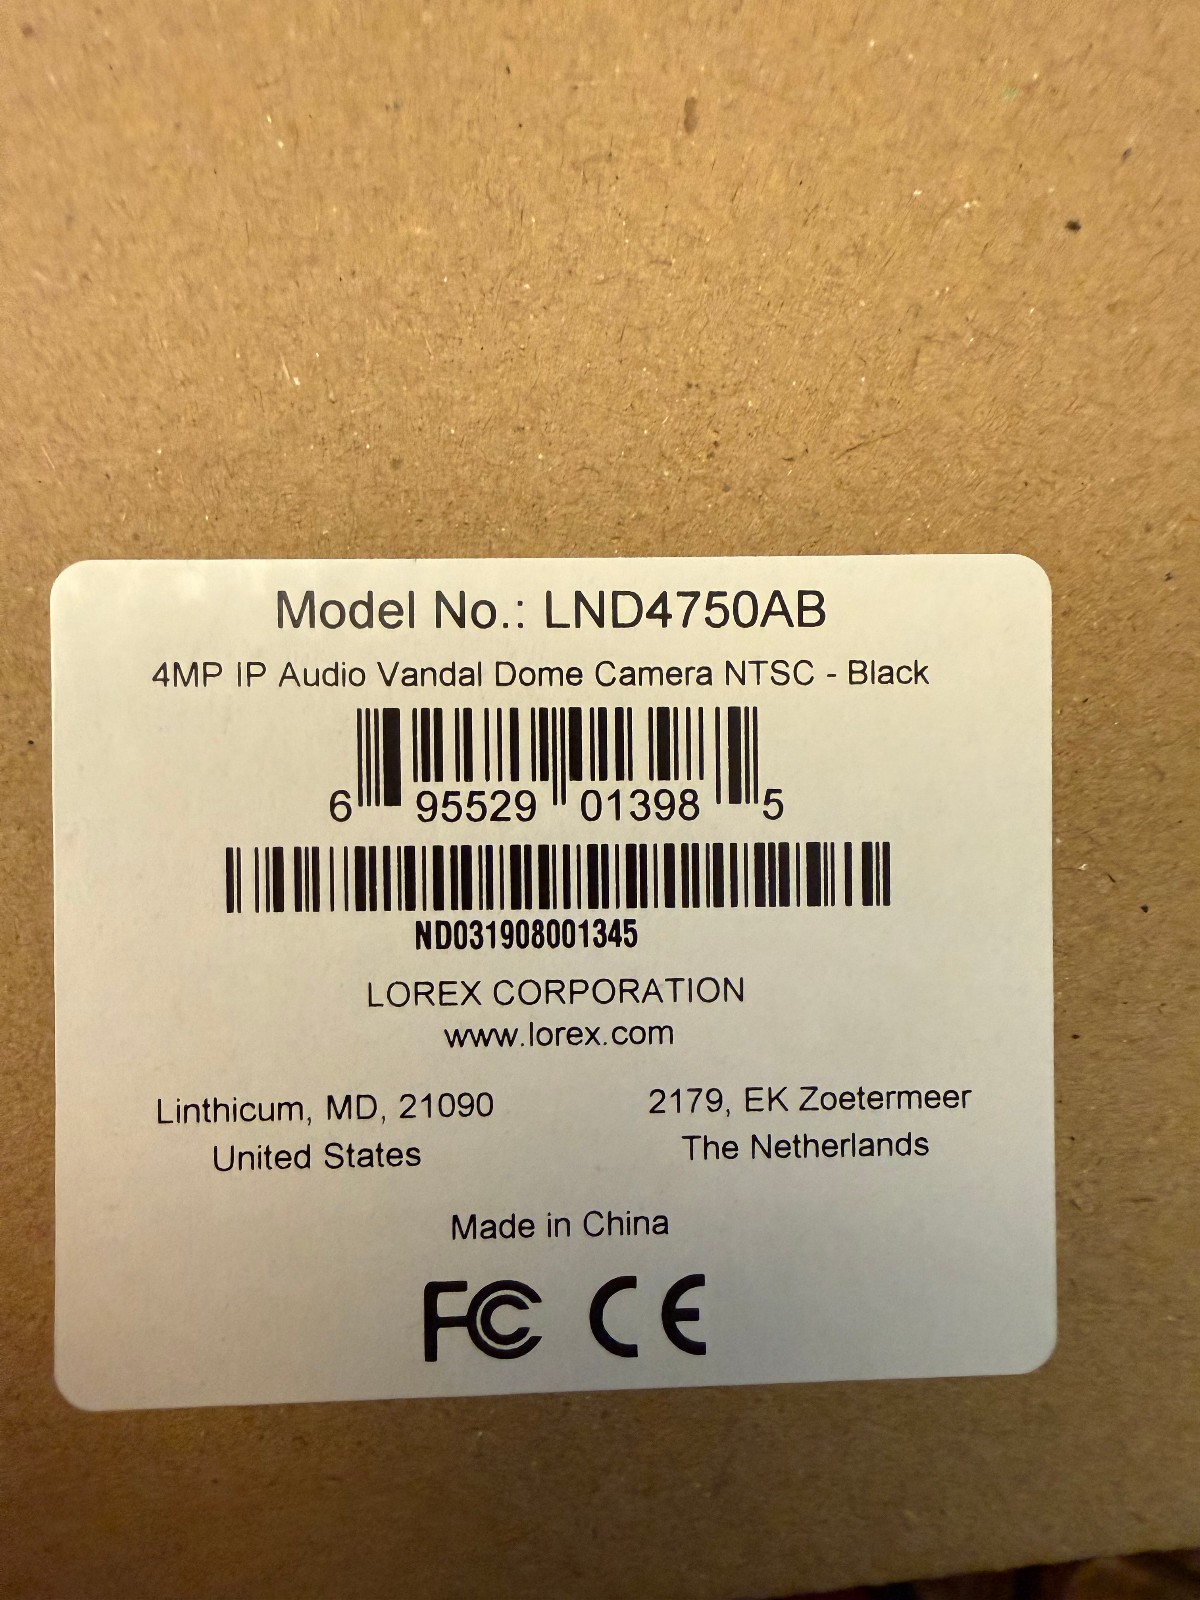 Model No.: LND4750AB
4MP IP Audio Vandal Dome Camera NTSC - Black
6 95529 01398 5
ND031908001345
LOREX CORPORATION
www.lorex.com
Linthicum, MD, 21090
United States
2179, EK Zoetermeer
The Netherlands
Made in China
FC CE